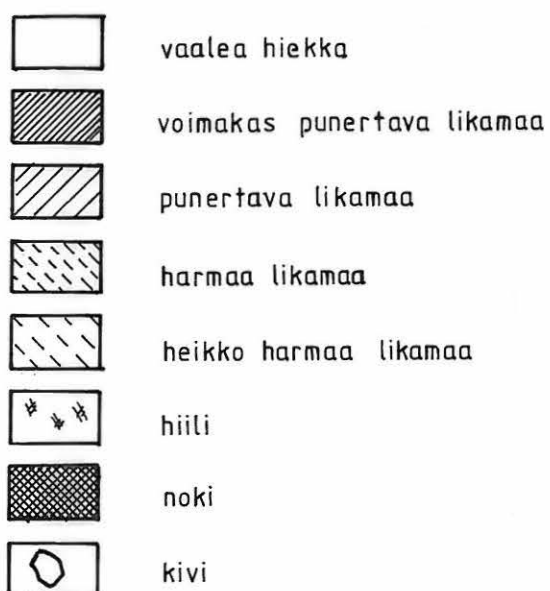 vaalea hiekka
voimakas punertava likamaa
punertava likamaa
harmaa likamaa
heikko harmaa likamaa
hiili
noki
kivi